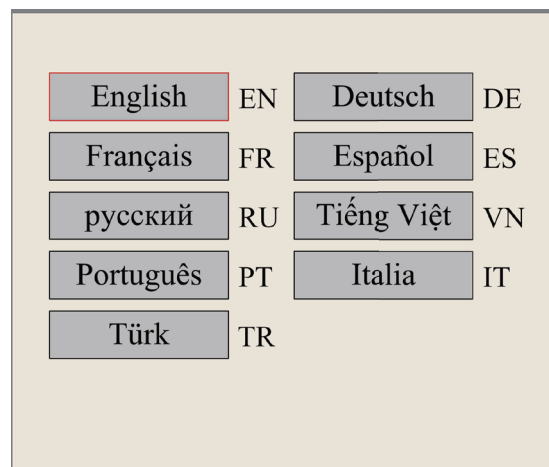 English EN Deutsch DE
Français FR Español ES
русский RU Tiếng Việt VN
Português PT Italia IT
Türk TR